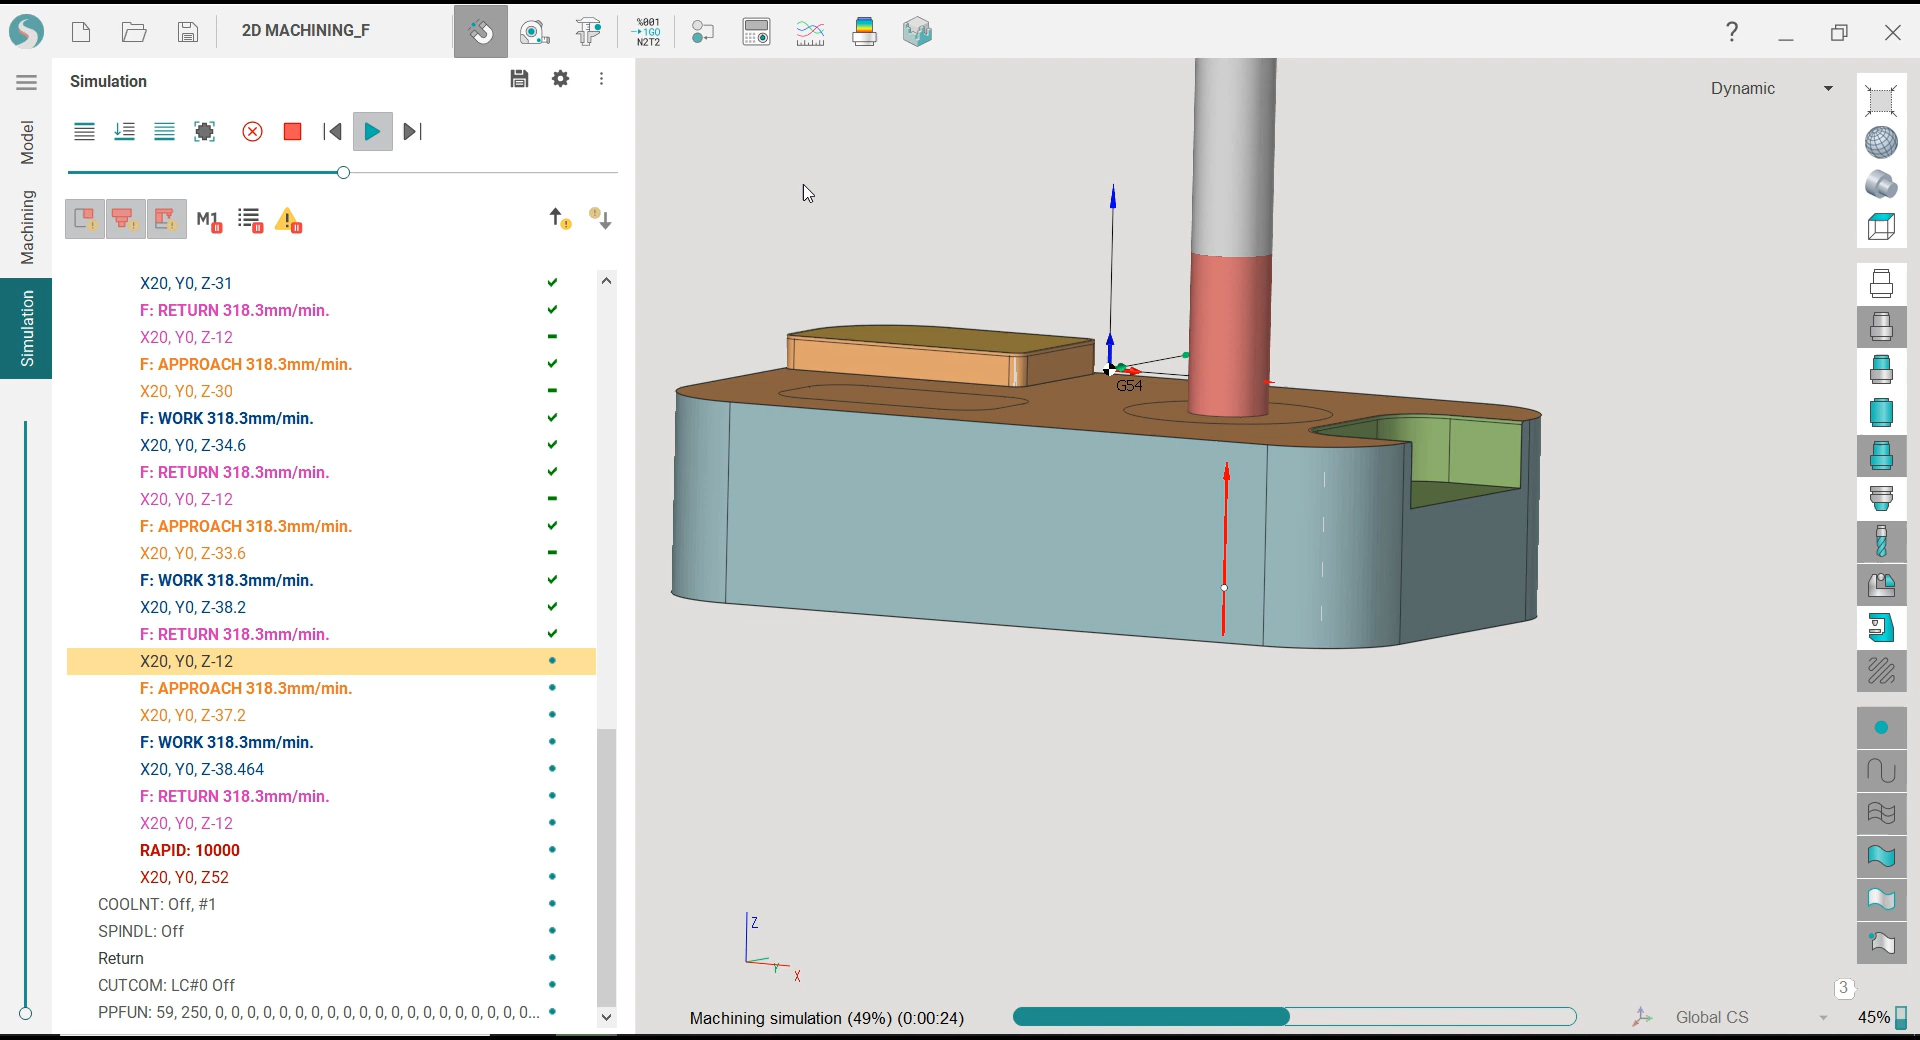 2D MACHINING_F
%001
1G0
N2T2
?
Simulation
Dynamic
Model
Machining
Simulation
M1
X20, Y0, Z-31
F: RETURN 318.3mm/min.
X20, Y0, Z-12
F: APPROACH 318.3mm/min.
X20, Y0, Z-30
F: WORK 318.3mm/min.
X20, Y0, Z-34.6
F: RETURN 318.3mm/min.
X20, Y0, Z-12
F: APPROACH 318.3mm/min.
X20, Y0, Z-33.6
F: WORK 318.3mm/min.
X20, Y0, Z-38.2
F: RETURN 318.3mm/min.
X20, Y0, Z-12
F: APPROACH 318.3mm/min.
X20, Y0, Z-37.2
F: WORK 318.3mm/min.
X20, Y0, Z-38.464
F: RETURN 318.3mm/min.
X20, Y0, Z-12
RAPID: 10000
X20, Y0, Z52
COOLNT: Off, #1
SPINDL: Off
Return
CUTCOM: LC#0 Off
PPFUN: 59, 250, 0, 0, 0, 0, 0, 0, 0, 0, 0, 0, 0, 0, 0, 0, 0, 0, 0, 0, 0, 0...
G54
Z
Y
X
Machining simulation (49%) (0:00:24)
3
Global CS
45%